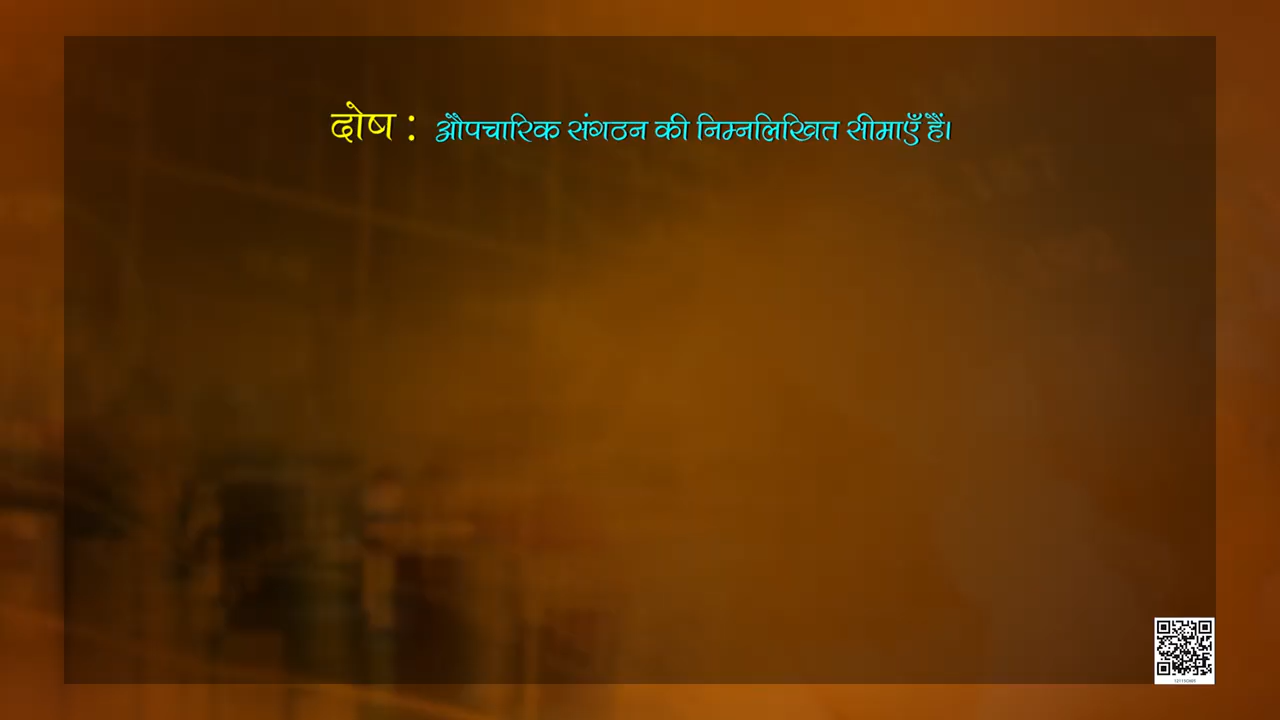 दोष : औपचारिक संगठन की निम्नलिखित सीमाएँ हैं।